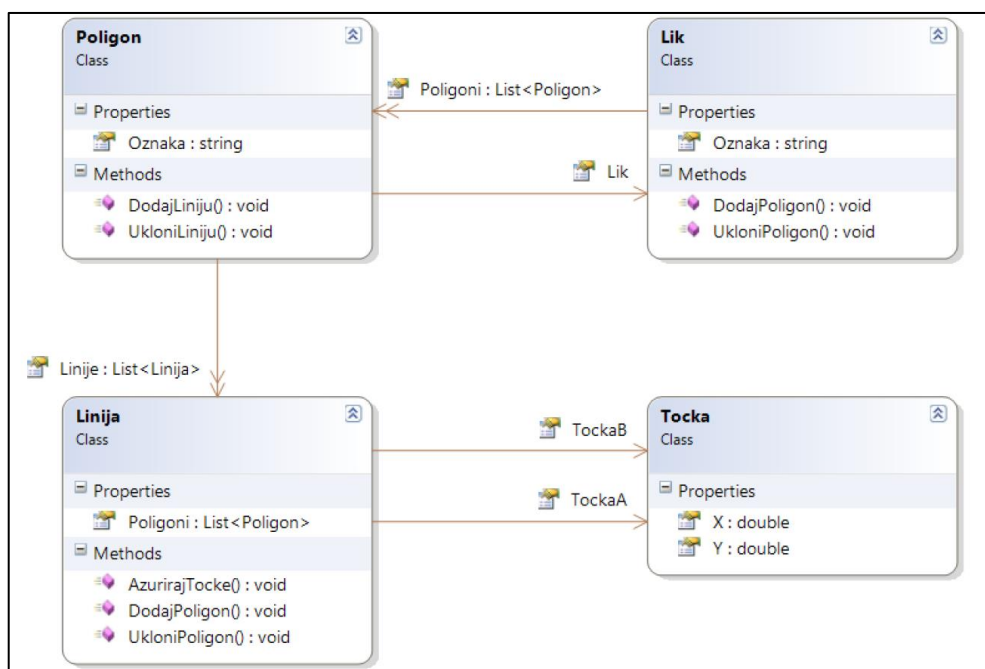 Poligon
Class
Properties
Oznaka : string
Methods
DodajLiniju() : void
UkloniLiniju() : void
Poligoni : List<Poligon>
Lik
Lik
Class
Properties
Oznaka : string
Methods
DodajPoligon() : void
UkloniPoligon() : void
Linije : List<Linija>
Linija
Class
Properties
Poligoni : List<Poligon>
Methods
AzurirajTocke() : void
DodajPoligon() : void
UkloniPoligon() : void
TockaB
TockaA
Tocka
Class
Properties
X : double
Y : double